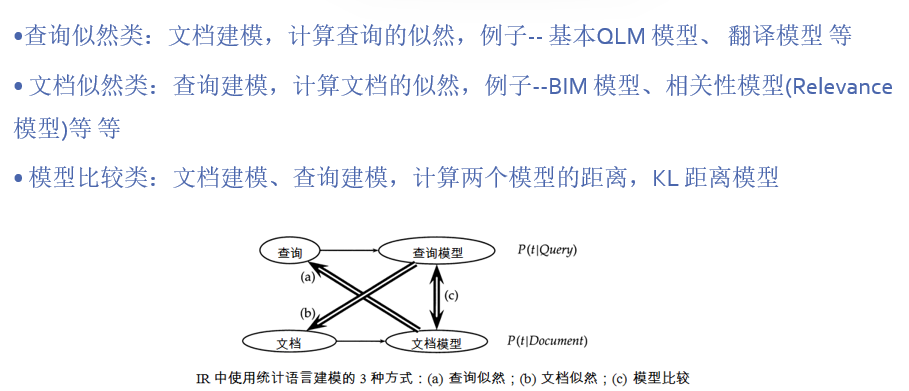 •查询似然类：文档建模，计算查询的似然，例子-- 基本QLM 模型、 翻译模型 等
• 文档似然类：查询建模，计算文档的似然，例子--BIM 模型、相关性模型(Relevance
模型)等 等
• 模型比较类：文档建模、查询建模，计算两个模型的距离，KL 距离模型
查询 查询模型 P(t|Query)
(a)
(c)
(b)
文档 文档模型 P(t|Document)
IR 中使用统计语言建模的 3 种方式：(a) 查询似然；(b) 文档似然；(c) 模型比较